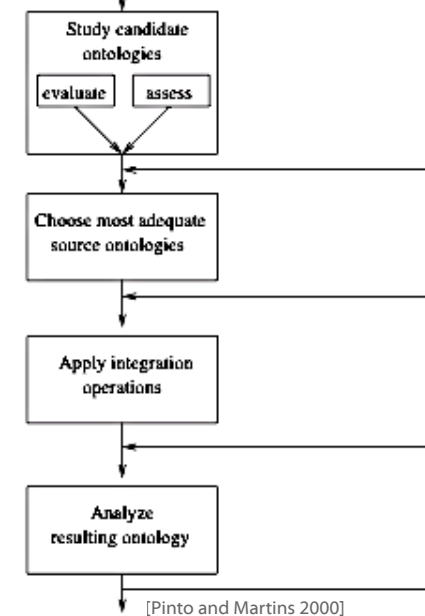 Study candidate
ontologies
evaluate assess
Choose most adequate
source ontologies
Apply integration
operations
Analyze
resulting ontology
[Pinto and Martins 2000]